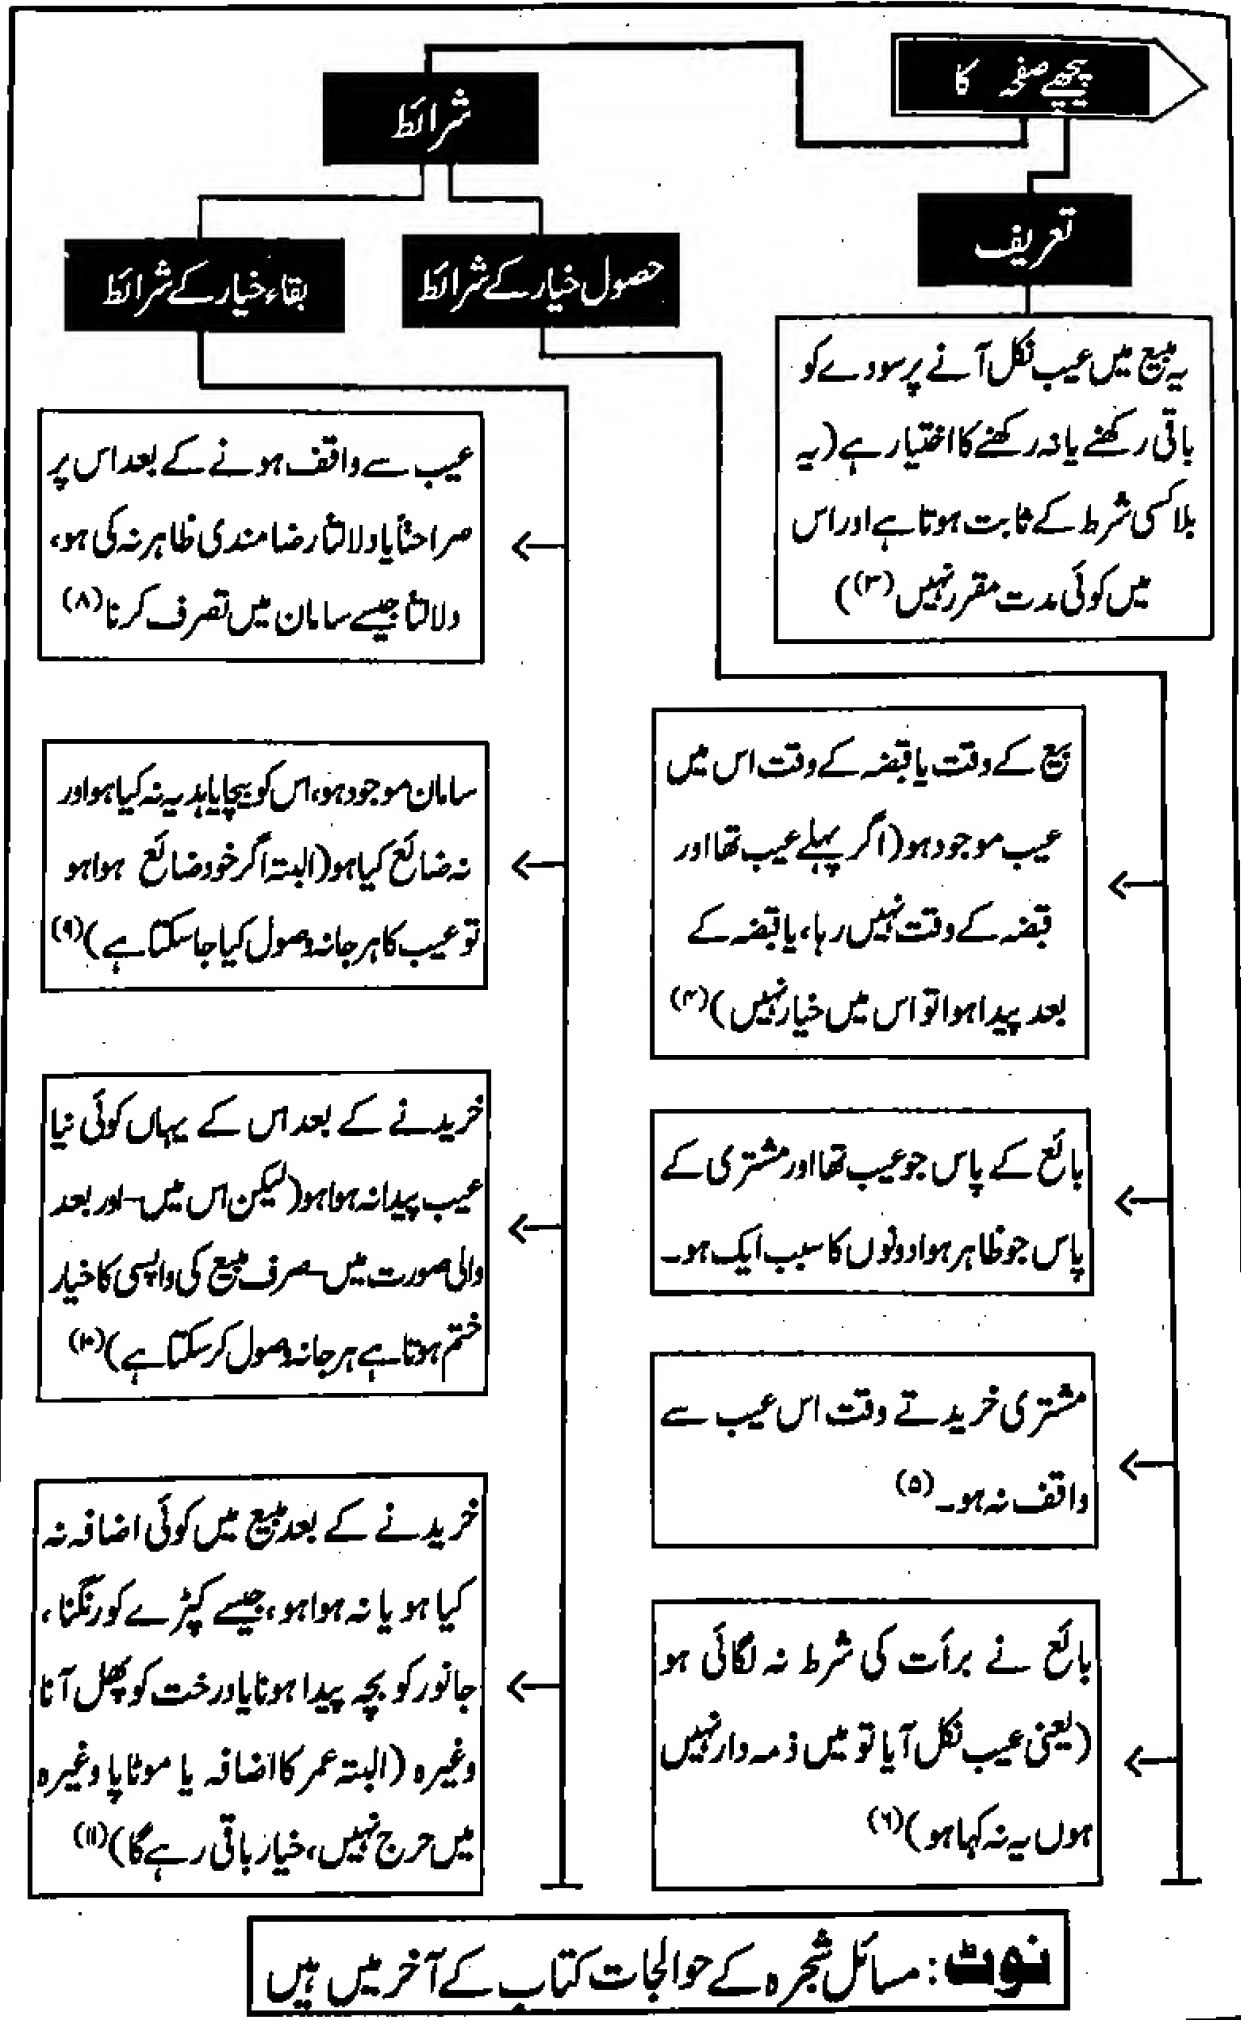 پیچھے صفحہ کا
شرائط
تعریف
حصول خیار کے شرائط
بقاء خیار کے شرائط
یہ مبیع میں عیب نکل آنے پر سودے کو
باقی رکھنے یا نہ رکھنے کا اختیار ہے (یہ
بلا کسی شرط کے ثابت ہوتا ہے اور اس
میں کوئی مدت مقرر نہیں (۳))
بیع کے وقت یا قبضہ کے وقت اس میں
عیب موجود ہو (اگر پہلے عیب تھا اور
قبضہ کے وقت نہیں رہا، یا قبضہ کے
بعد پیدا ہوا تو اس میں خیار نہیں) (۴)
بائع کے پاس جو عیب تھا اور مشتری کے
پاس جو ظاہر ہوا دونوں کا سبب ایک ہو۔
مشتری خریدتے وقت اس عیب سے
واقف نہ ہو۔ (۵)
بائع نے برأت کی شرط نہ لگائی ہو
(یعنی عیب نکل آیا تو میں ذمہ دار نہیں
ہوں یہ نہ کہا ہو) (۶)
عیب سے واقف ہونے کے بعد اس پر
صراحتاً یا دلالتاً رضامندی ظاہر نہ کی ہو،
دلالتاً جیسے سامان میں تصرف کرنا (۸)
سامان موجود ہو، اس کو بیچا یا ہدیہ نہ کیا ہو اور
نہ ضائع کیا ہو (البتہ اگر خود ضائع ہوا ہو
تو عیب کا ہرجانہ وصول کیا جاسکتا ہے) (۹)
خریدنے کے بعد اس کے یہاں کوئی نیا
عیب پیدا نہ ہوا ہو (لیکن اس میں - اور بعد
والی صورت میں - صرف مبیع کی واپسی کا خیار
ختم ہوتا ہے ہرجانہ وصول کرسکتا ہے) (۱۰)
خریدنے کے بعد مبیع میں کوئی اضافہ نہ
کیا ہو یا نہ ہوا ہو، جیسے کپڑے کو رنگنا،
جانور کو بچہ پیدا ہونا یا درخت کو پھل آنا
وغیرہ (البتہ عمر کا اضافہ یا موٹاپا وغیرہ
میں حرج نہیں، خیار باقی رہے گا) (۱۱)
نوٹ: مسائل شجرہ کے حوالجات کتاب کے آخر میں ہیں